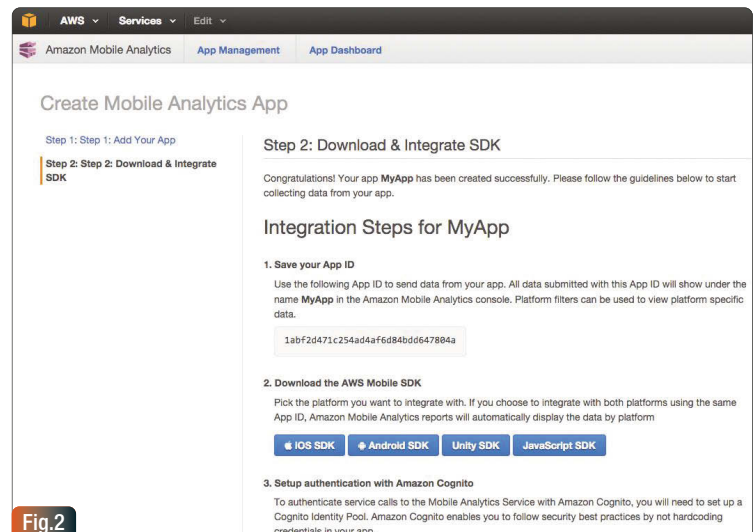 AWS Services Edit
Amazon Mobile Analytics App Management App Dashboard
Create Mobile Analytics App
Step 1: Step 1: Add Your App
Step 2: Step 2: Download & Integrate
SDK
Step 2: Download & Integrate SDK
Congratulations! Your app MyApp has been created successfully. Please follow the guidelines below to start
collecting data from your app.
Integration Steps for MyApp
1. Save your App ID
Use the following App ID to send data from your app. All data submitted with this App ID will show under the
name MyApp in the Amazon Mobile Analytics console. Platform filters can be used to view platform specific
data.
1abf2d471c254ad4af6d84bdd647804a
2. Download the AWS Mobile SDK
Pick the platform you want to integrate with. If you choose to integrate with both platforms using the same
App ID, Amazon Mobile Analytics reports will automatically display the data by platform
iOS SDK Android SDK Unity SDK JavaScript SDK
3. Setup authentication with Amazon Cognito
To authenticate service calls to the Mobile Analytics Service with Amazon Cognito, you will need to set up a
Cognito Identity Pool. Amazon Cognito enables you to follow security best practices by not hardcoding
credentials in your app
Fig.2